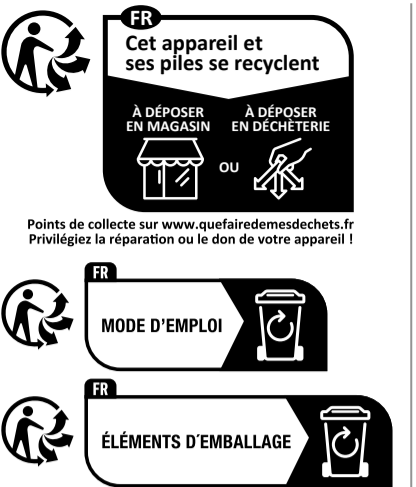 FR
Cet appareil et
ses piles se recyclent
À DÉPOSER
EN MAGASIN
OU
À DÉPOSER
EN DÉCHÈTERIE
Points de collecte sur www.quefairedemesdechets.fr
Privilégiez la réparation ou le don de votre appareil !
FR
MODE D'EMPLOI
FR
ÉLÉMENTS D´EMBALLAGE